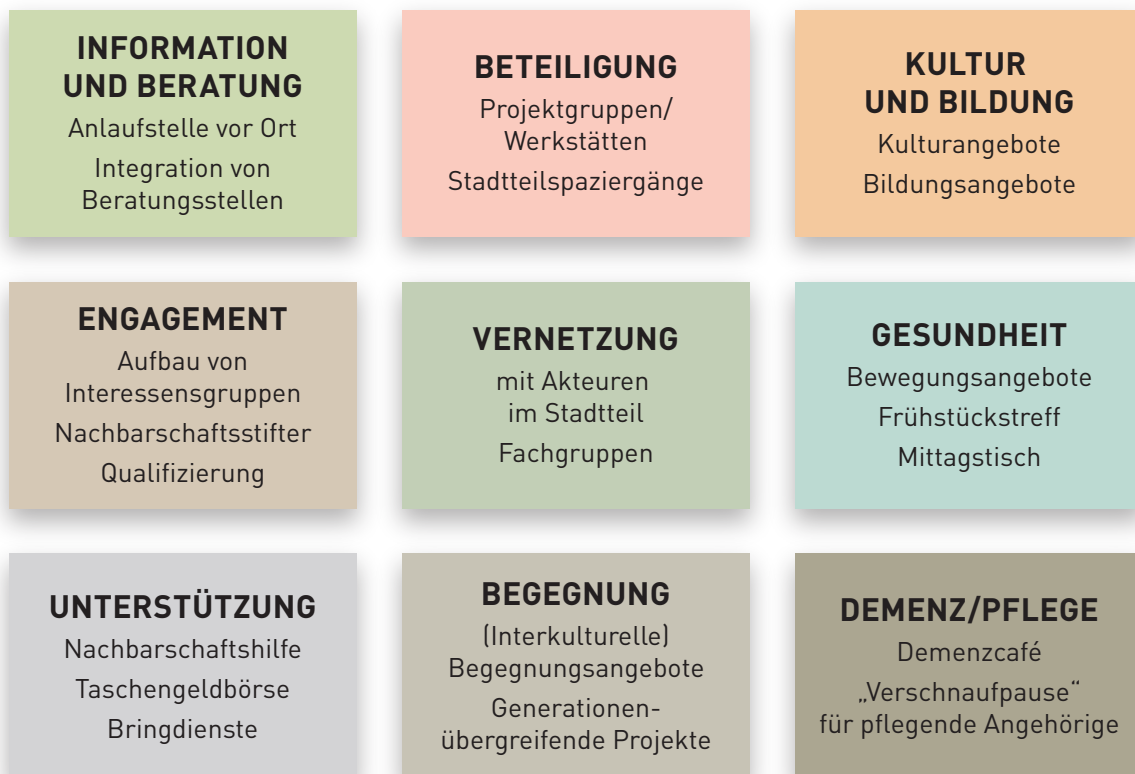 INFORMATION
UND BERATUNG
Anlaufstelle vor Ort
Integration von
Beratungsstellen
BETEILIGUNG
Projektgruppen/
Werkstätten
Stadtteilspaziergänge
KULTUR
UND BILDUNG
Kulturangebote
Bildungsangebote
ENGAGEMENT
Aufbau von
Interessensgruppen
Nachbarschaftsstifter
Qualifizierung
VERNETZUNG
mit Akteuren
im Stadtteil
Fachgruppen
GESUNDHEIT
Bewegungsangebote
Frühstückstreff
Mittagstisch
UNTERSTÜTZUNG
Nachbarschaftshilfe
Taschengeldbörse
Bringdienste
BEGEGNUNG
(Interkulturelle)
Begegnungsangebote
Generationen-
übergreifende Projekte
DEMENZ/PFLEGE
Demenzcafé
„Verschnaufpause“
für pflegende Angehörige